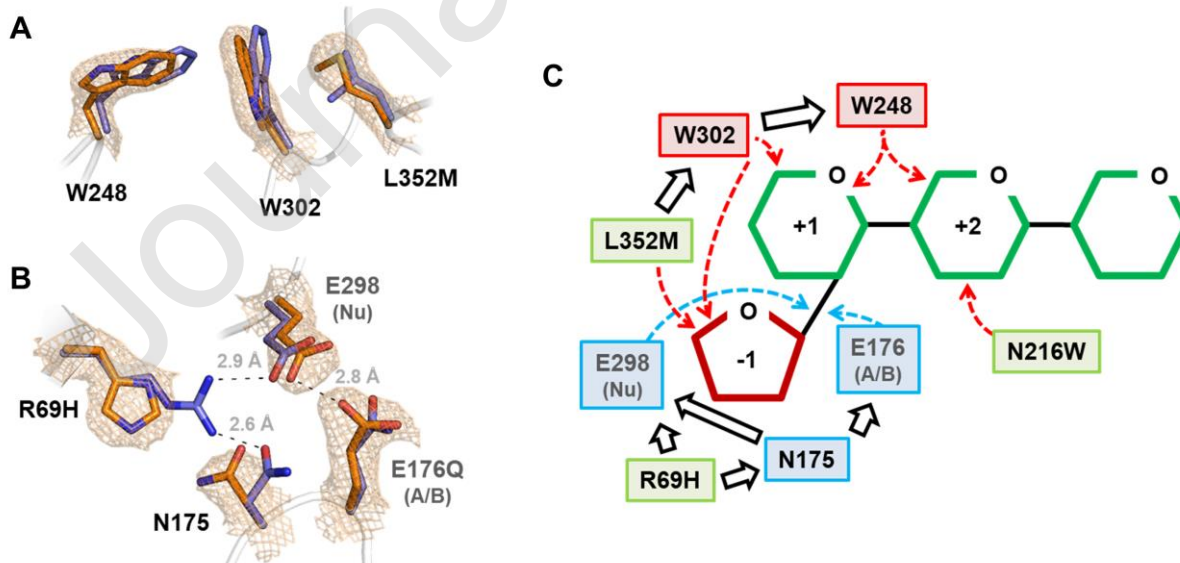 Journa
A
W248
W302
L352M
B
E298
(Nu)
2.9 Å
2.8 Å
R69H
2.6 Å
E176Q
(A/B)
N175
C
W248
W302
O
O
O
L352M
+1
+2
O
E298
(Nu)
-1
E176
(A/B)
N216W
N175
R69H